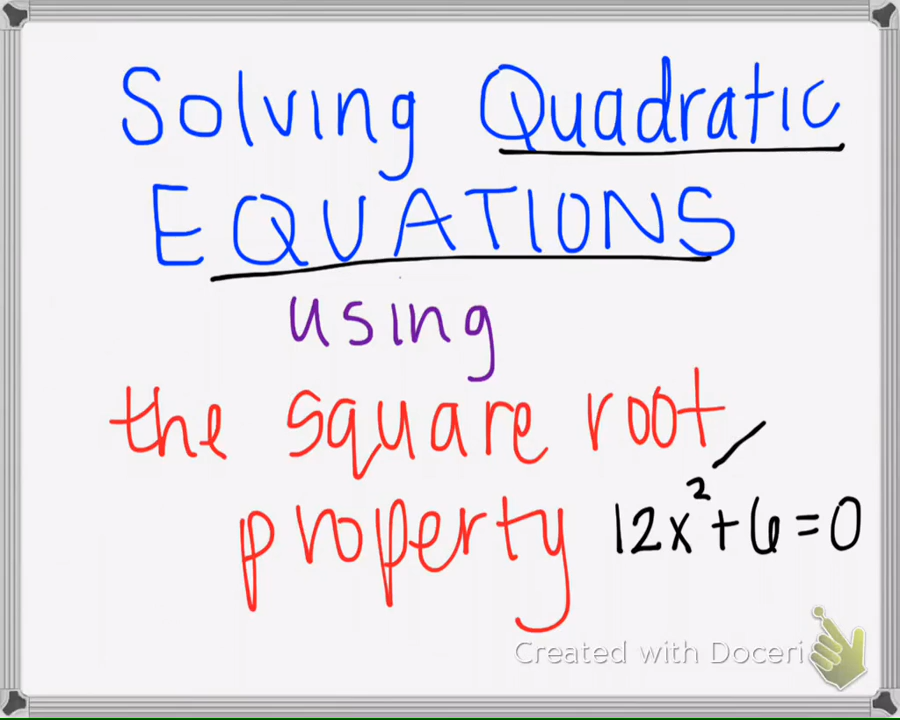 Solving Quadratic
EQUATIONS
using
the square root
property
12x²+6=0
Created with Doceri